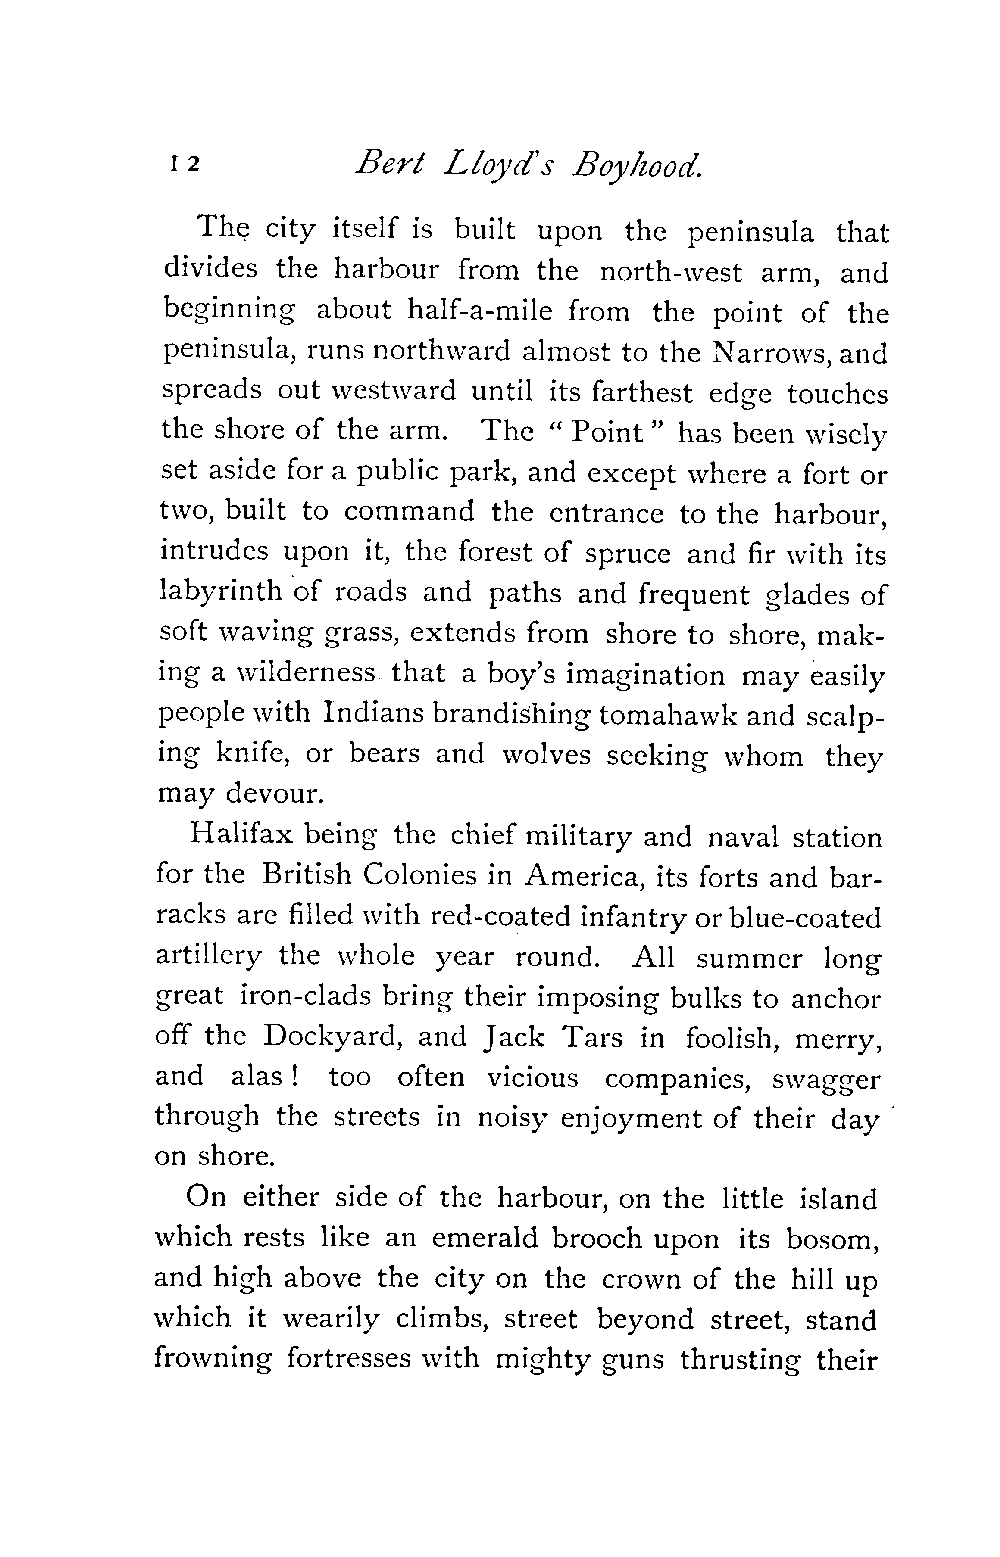 12 Bert Lloyd's Boyhood.
The city itself is built upon the peninsula that
divides the harbour from the north-west arm, and
beginning about half-a-mile from the point of the
peninsula, runs northward almost to the Narrows, and
spreads out westward until its farthest edge touches
the shore of the arm. The " Point " has been wisely
set aside for a public park, and except where a fort or
two, built to command the entrance to the harbour,
intrudes upon it, the forest of spruce and fir with its
labyrinth of roads and paths and frequent glades of
soft waving grass, extends from shore to shore, mak-
ing a wilderness that a boy's imagination may easily
people with Indians brandishing tomahawk and scalp-
ing knife, or bears and wolves seeking whom they
may devour.
Halifax being the chief military and naval station
for the British Colonies in America, its forts and bar-
racks are filled with red-coated infantry or blue-coated
artillery the whole year round. All summer long
great iron-clads bring their imposing bulks to anchor
off the Dockyard, and Jack Tars in foolish, merry,
and alas ! too often vicious companies, swagger
through the streets in noisy enjoyment of their day
on shore.
On either side of the harbour, on the little island
which rests like an emerald brooch upon its bosom,
and high above the city on the crown of the hill up
which it wearily climbs, street beyond street, stand
frowning fortresses with mighty guns thrusting their